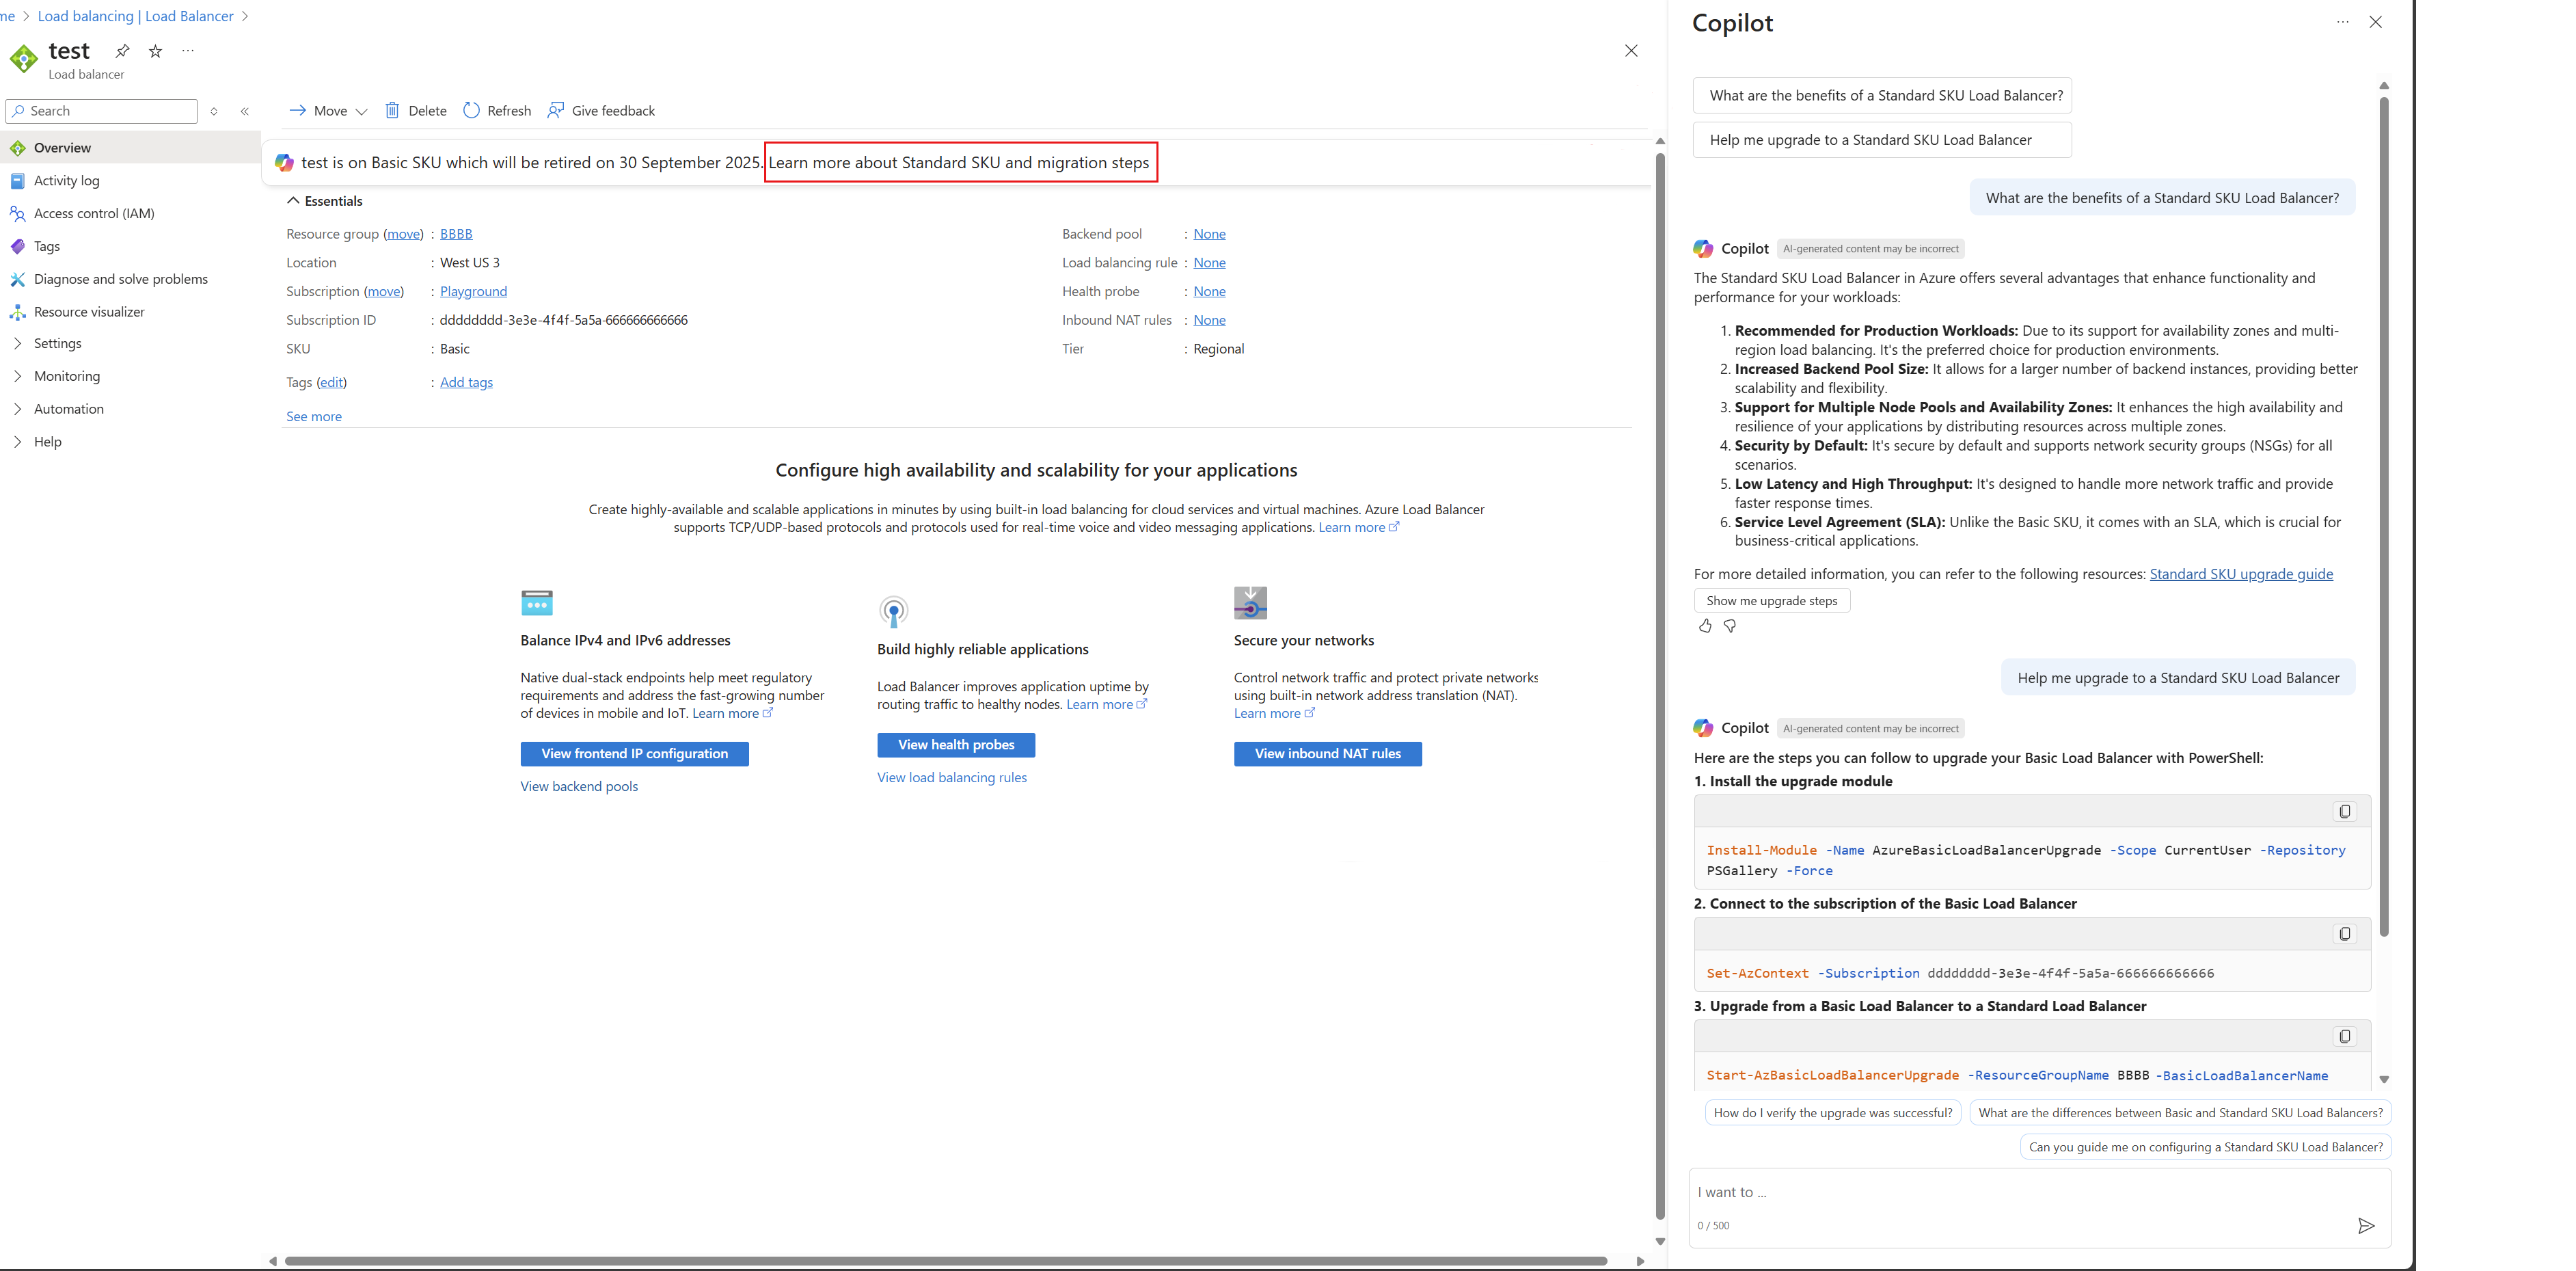 me > Load balancing | Load Balancer >
test
Load balancer
Search
Overview
Activity log
Access control (IAM)
Tags
Diagnose and solve problems
Resource visualizer
Settings
Monitoring
Automation
Help
Move
Delete
Refresh
Give feedback
test is on Basic SKU which will be retired on 30 September 2025. Learn more about Standard SKU and migration steps
Essentials
Resource group (move) : BBBB
Location : West US 3
Subscription (move) : Playground
Subscription ID : dddddddd-3e3e-4f4f-5a5a-666666666666
SKU : Basic
Tags (edit) : Add tags
See more
Backend pool : None
Load balancing rule : None
Health probe : None
Inbound NAT rules : None
Tier : Regional
Configure high availability and scalability for your applications
Create highly-available and scalable applications in minutes by using built-in load balancing for cloud services and virtual machines. Azure Load Balancer
supports TCP/UDP-based protocols and protocols used for real-time voice and video messaging applications. Learn more
Balance IPv4 and IPv6 addresses
Native dual-stack endpoints help meet regulatory
requirements and address the fast-growing number
of devices in mobile and IoT. Learn more
View frontend IP configuration
View backend pools
Build highly reliable applications
Load Balancer improves application uptime by
routing traffic to healthy nodes. Learn more
View health probes
View load balancing rules
Secure your networks
Control network traffic and protect private networks
using built-in network address translation (NAT).
Learn more
View inbound NAT rules
Copilot
What are the benefits of a Standard SKU Load Balancer?
Help me upgrade to a Standard SKU Load Balancer
What are the benefits of a Standard SKU Load Balancer?
Copilot AI-generated content may be incorrect
The Standard SKU Load Balancer in Azure offers several advantages that enhance functionality and
performance for your workloads:
1. Recommended for Production Workloads: Due to its support for availability zones and multi-
region load balancing. It's the preferred choice for production environments.
2. Increased Backend Pool Size: It allows for a larger number of backend instances, providing better
scalability and flexibility.
3. Support for Multiple Node Pools and Availability Zones: It enhances the high availability and
resilience of your applications by distributing resources across multiple zones.
4. Security by Default: It's secure by default and supports network security groups (NSGs) for all
scenarios.
5. Low Latency and High Throughput: It's designed to handle more network traffic and provide
faster response times.
6. Service Level Agreement (SLA): Unlike the Basic SKU, it comes with an SLA, which is crucial for
business-critical applications.
For more detailed information, you can refer to the following resources: Standard SKU upgrade guide
Show me upgrade steps
Help me upgrade to a Standard SKU Load Balancer
Copilot AI-generated content may be incorrect
Here are the steps you can follow to upgrade your Basic Load Balancer with PowerShell:
1. Install the upgrade module
Install-Module -Name AzureBasicLoadBalancerUpgrade -Scope CurrentUser -Repository
PSGallery -Force
2. Connect to the subscription of the Basic Load Balancer
Set-AzContext -Subscription dddddddd-3e3e-4f4f-5a5a-666666666666
3. Upgrade from a Basic Load Balancer to a Standard Load Balancer
Start-AzBasicLoadBalancerUpgrade -ResourceGroupName BBBB -BasicLoadBalancerName
How do I verify the upgrade was successful?
What are the differences between Basic and Standard SKU Load Balancers?
Can you guide me on configuring a Standard SKU Load Balancer?
I want to ...
0 / 500